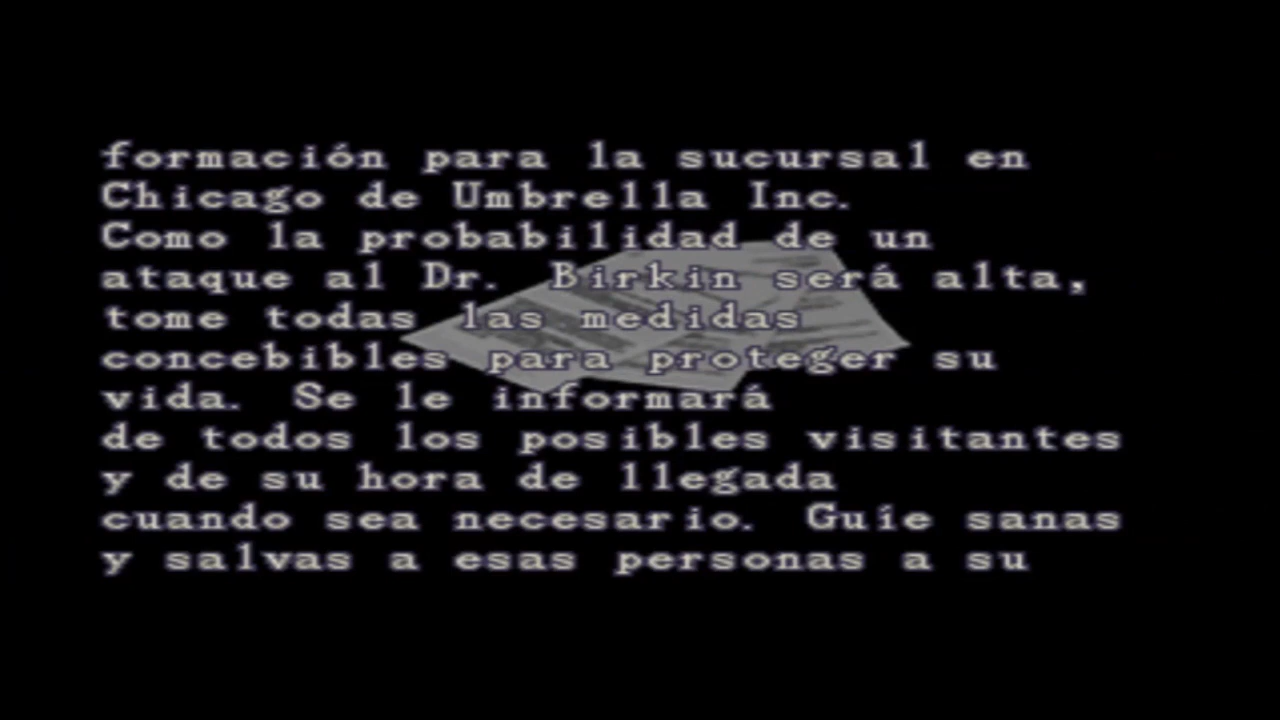 formación para la sucursal en
Chicago de Umbrella Inc.
Como la probabilidad de un
ataque al Dr. Birkin será alta,
tome todas las medidas
concebibles para proteger su
vida. Se le informará
de todos los posibles visitantes
y de su hora de llegada
cuando sea necesario. Guíe sanas
y salvas a esas personas a su